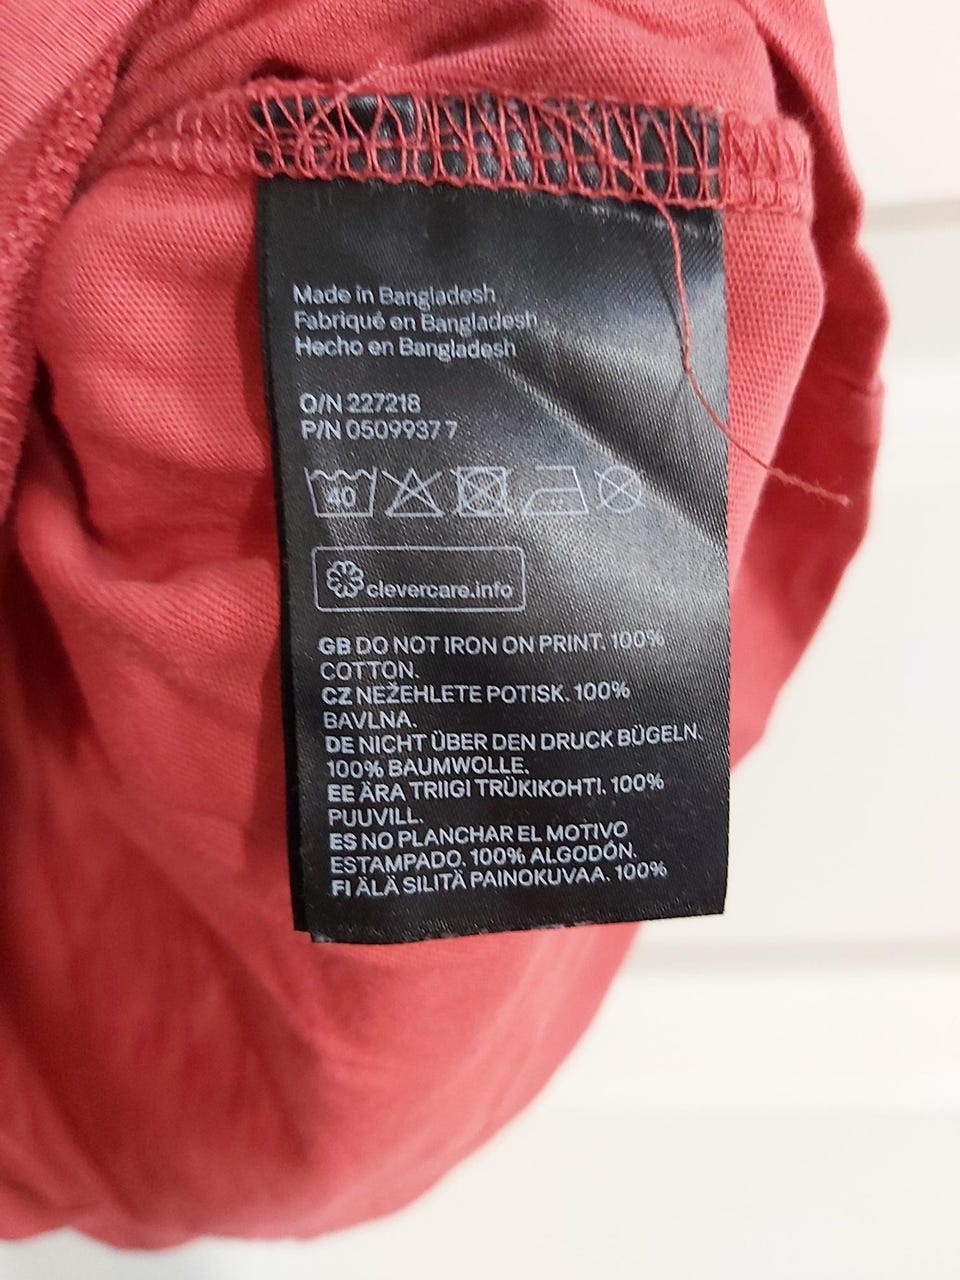 Made in Bangladesh
Fabriqué en Bangladesh
Hecho en Bangladesh
O/N 227218
P/N 0509937 7
40
clevercare.info
GB DO NOT IRON ON PRINT. 100%
COTTON.
CZ NEŽEHLETE POTISK. 100%
BAVLNA.
DE NICHT ÜBER DEN DRUCK BÜGELN.
100% BAUMWOLLE.
EE ÄRA TRIIGI TRÜKIKOHTI. 100%
PUUVILL.
ES NO PLANCHAR EL MOTIVO
ESTAMPADO. 100% ALGODÓN.
FI ÄLÄ SILITÄ PAINOKUVAA. 100%